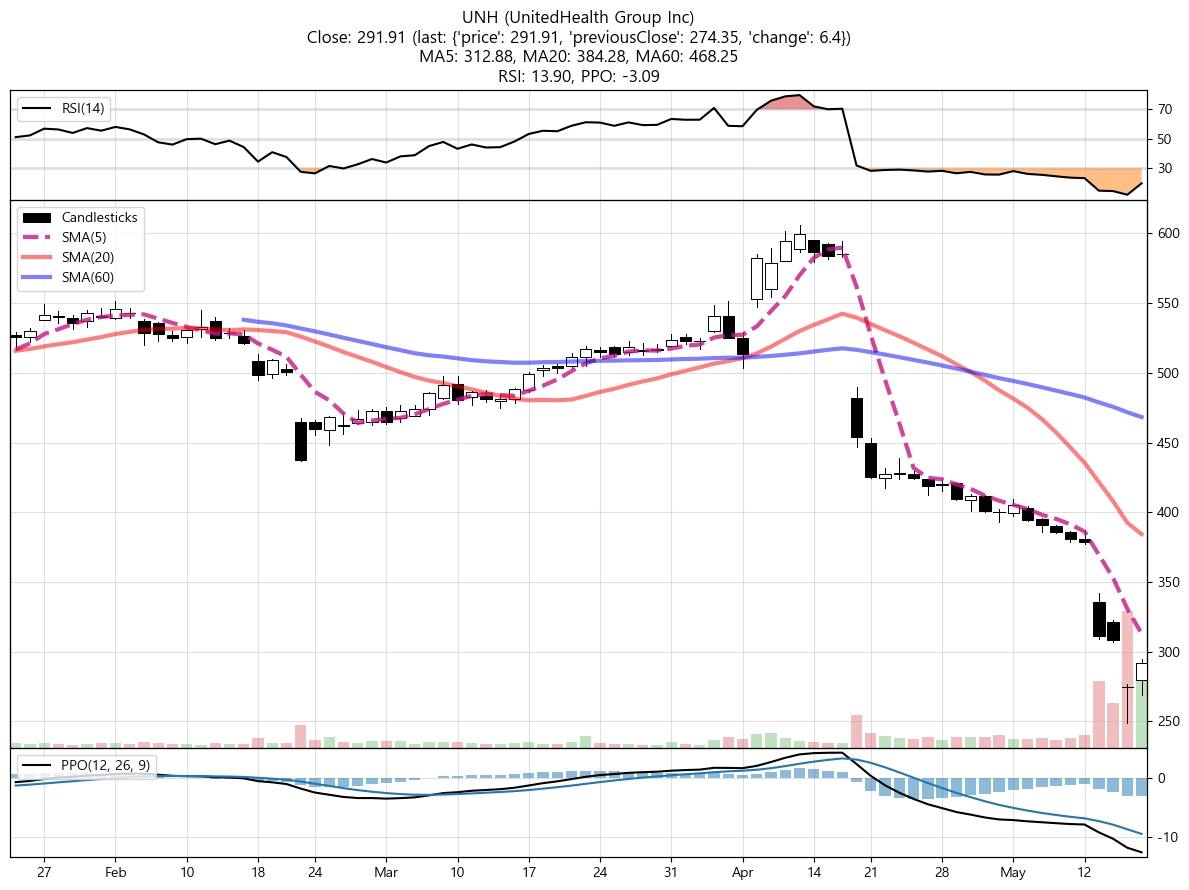 UNH (UnitedHealth Group Inc)
Close: 291.91 (last: {'price': 291.91, 'previousClose': 274.35, 'change': 6.4})
MA5: 312.88, MA20: 384.28, MA60: 468.25
RSI: 13.90, PPO: -3.09
RSI(14)
70
50
30
Candlesticks
SMA(5)
SMA(20)
SMA(60)
600
550
500
450
400
350
300
250
PPO(12, 26, 9)
0
-10
27 Feb 10 18 24 Mar 10 17 24 31 Apr 14 21 28 May 12